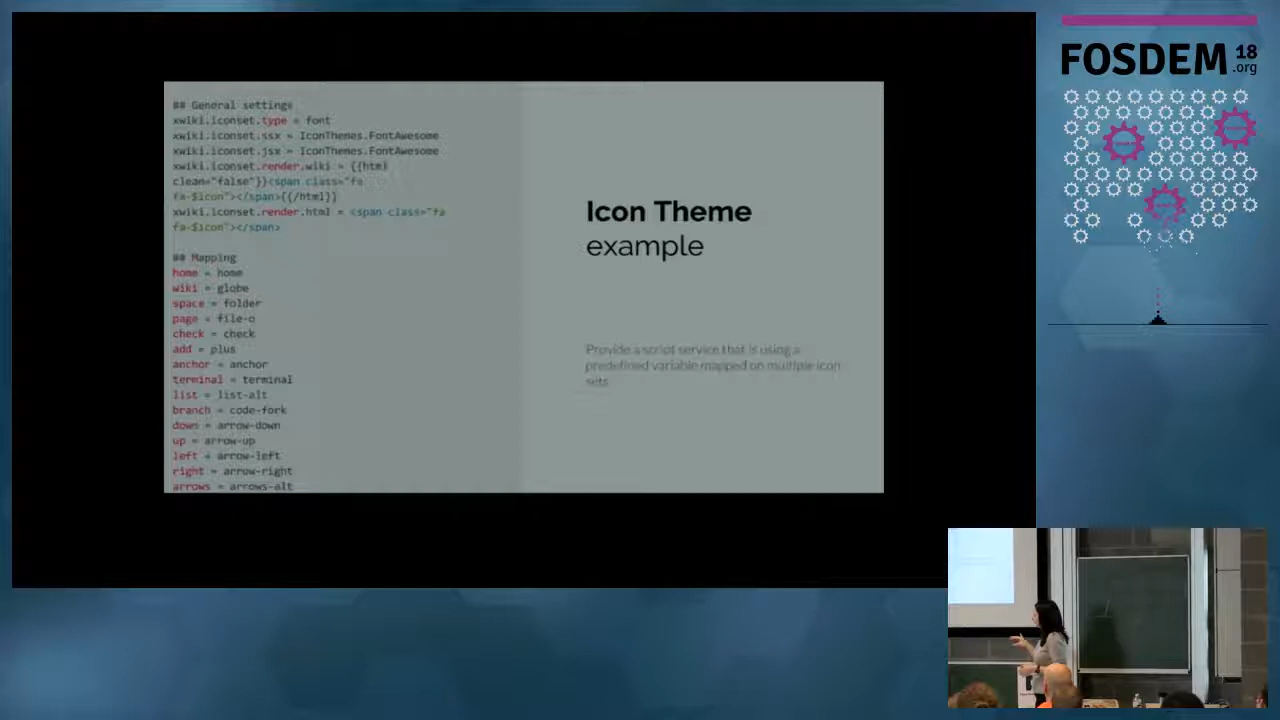 ## General settings
xwiki.iconset.type = font
xwiki.iconset.ssx = IconThemes.FontAwesome
xwiki.iconset.jsx = IconThemes.FontAwesome
xwiki.iconset.render.wiki = {{html
clean="false"}}<span class="fa
fa-$icon"></span>{{/html}}
xwiki.iconset.render.html = <span class="fa
fa-$icon"></span>
## Mapping
home = home
wiki = globe
space = folder
page = file-o
check = check
add = plus
anchor = anchor
terminal = terminal
list = list-alt
branch = code-fork
down = arrow-down
up = arrow-up
left = arrow-left
right = arrow-right
arrows = arrows-alt
Icon Theme
example
Provide a script service that is using a
predefined variable mapped on multiple icon
sets
FOSDEM 18
.org